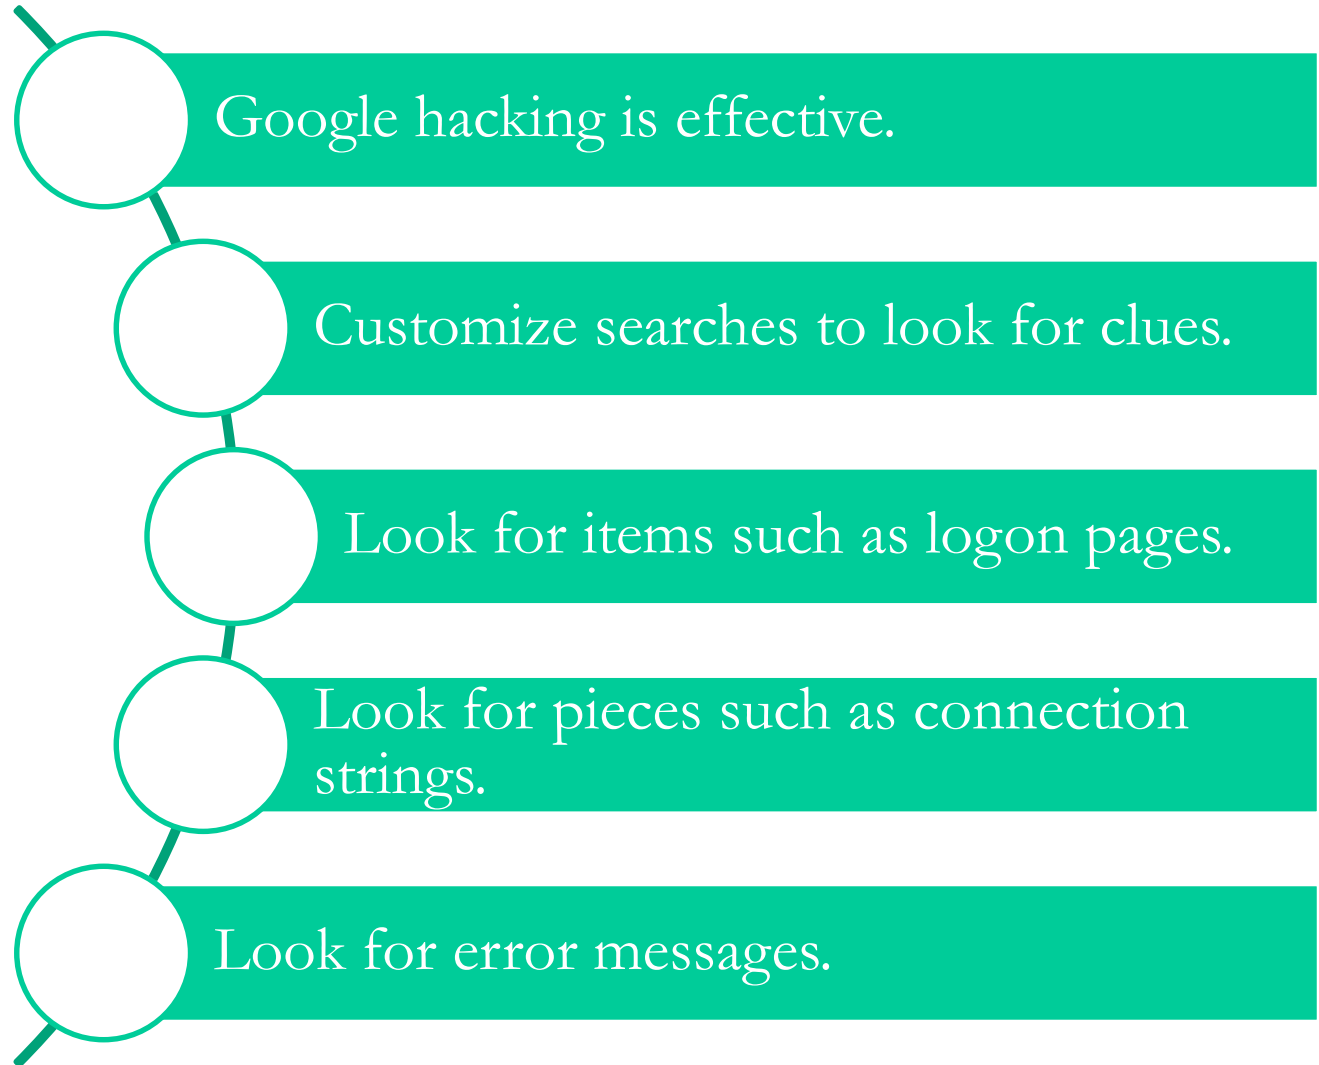 Google hacking is effective.
Customize searches to look for clues.
Look for items such as logon pages.
Look for pieces such as connection
strings.
Look for error messages.